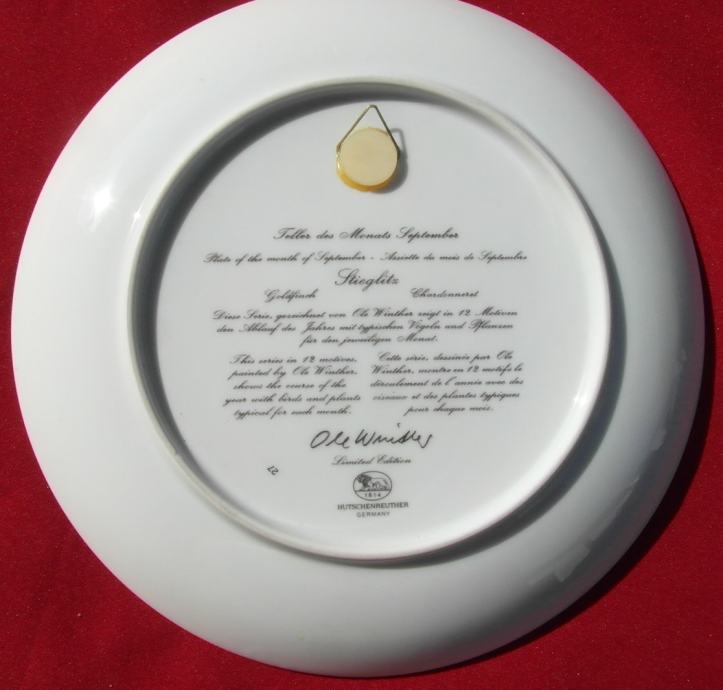 Teller des Monats September
Plate of the month of September - Assiette du mois de Septembre
Stieglitz
Goldfinch Chardonneret
Diese Serie, gezeichnet von Ole Winther zeigt in 12 Motiven
den Ablauf des Jahres mit typischen Vögeln und Pflanzen
für den jeweiligen Monat.
This series in 12 motives,
painted by Ole Winther,
shows the course of the
year with birds and plants
typical for each month.
Cette série, dessinée par Ole
Winther, montre en 12 motifs le
déroulement de l'année avec des
oiseaux et des plantes typiques
pour chaque mois.
Ole Winther
Limited Edition
27
1814
HUTSCHENREUTHER
GERMANY